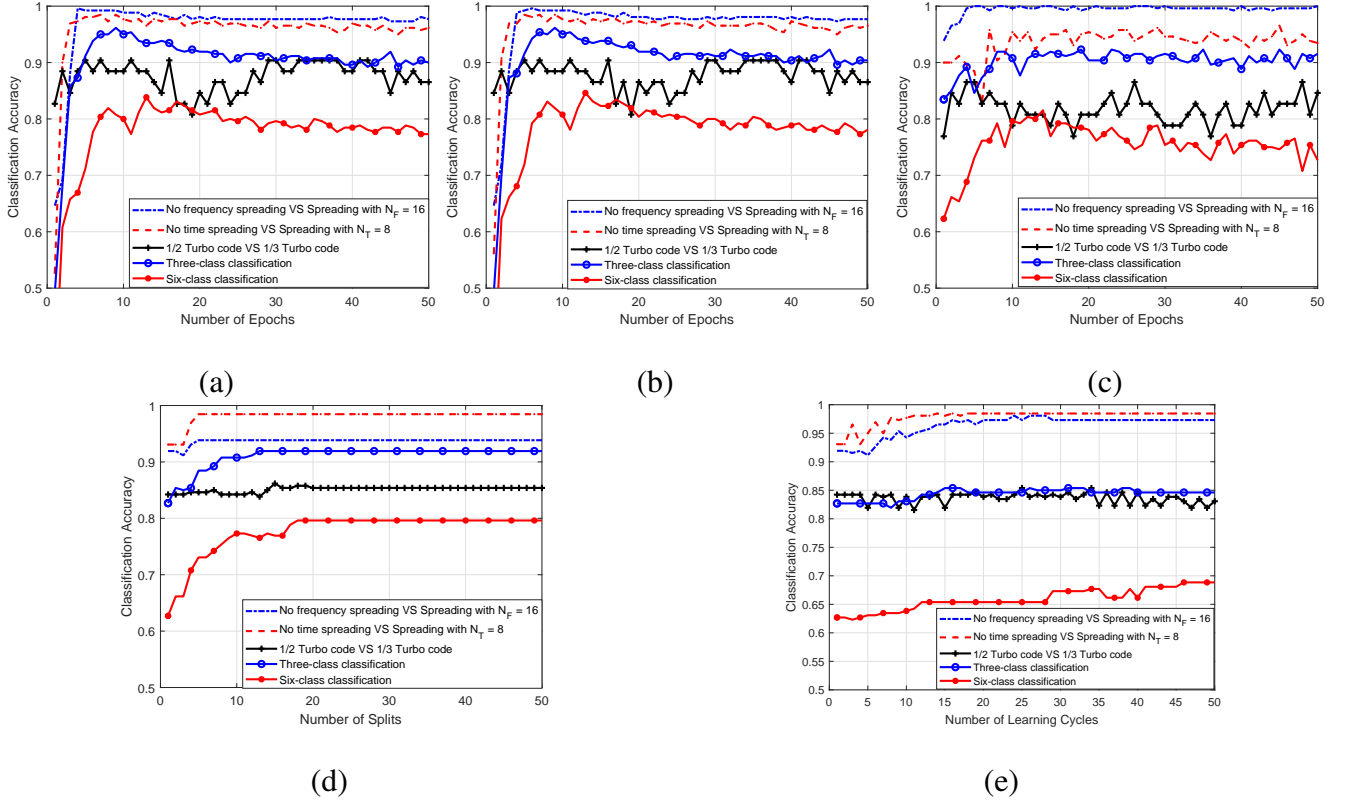 1
0.9
0.8
0.7
0.6
0.5
Classification Accuracy
No frequency spreading VS Spreading with N_F = 16
No time spreading VS Spreading with N_T = 8
1/2 Turbo code VS 1/3 Turbo code
Three-class classification
Six-class classification
0 10 20 30 40 50
Number of Epochs
(a)
1
0.9
0.8
0.7
0.6
0.5
Classification Accuracy
No frequency spreading VS Spreading with N_F = 16
No time spreading VS Spreading with N_T = 8
1/2 Turbo code VS 1/3 Turbo code
Three-class classification
Six-class classification
0 10 20 30 40 50
Number of Epochs
(b)
1
0.9
0.8
0.7
0.6
0.5
Classification Accuracy
No frequency spreading VS Spreading with N_F = 16
No time spreading VS Spreading with N_T = 8
1/2 Turbo code VS 1/3 Turbo code
Three-class classification
Six-class classification
0 10 20 30 40 50
Number of Epochs
(c)
1
0.9
0.8
0.7
0.6
0.5
Classification Accuracy
No frequency spreading VS Spreading with N_F = 16
No time spreading VS Spreading with N_T = 8
1/2 Turbo code VS 1/3 Turbo code
Three-class classification
Six-class classification
0 10 20 30 40 50
Number of Splits
(d)
1
0.95
0.9
0.85
0.8
0.75
0.7
0.65
0.6
0.55
0.5
Classification Accuracy
No frequency spreading VS Spreading with N_F = 16
No time spreading VS Spreading with N_T = 8
1/2 Turbo code VS 1/3 Turbo code
Three-class classification
Six-class classification
0 5 10 15 20 25 30 35 40 45 50
Number of Learning Cycles
(e)